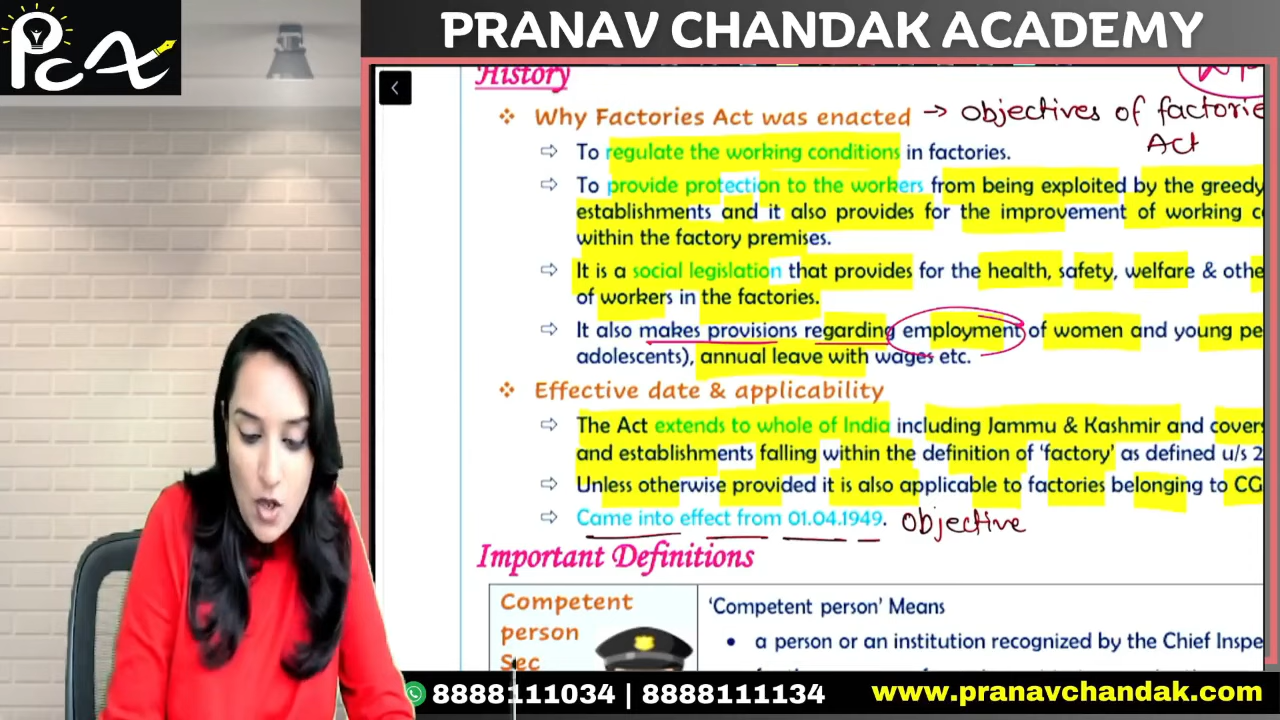 PCA
PRANAV CHANDAK ACADEMY
History
❖ Why Factories Act was enacted → Objectives of factorie
Act
⇨ To regulate the working conditions in factories.
⇨ To provide protection to the workers from being exploited by the greedy
establishments and it also provides for the improvement of working c
within the factory premises.
⇨ It is a social legislation that provides for the health, safety, welfare & othe
of workers in the factories.
⇨ It also makes provisions regarding employment of women and young pe
adolescents), annual leave with wages etc.
❖ Effective date & applicability
⇨ The Act extends to whole of India including Jammu & Kashmir and covers
and establishments falling within the definition of ‘factory’ as defined u/s 2
⇨ Unless otherwise provided it is also applicable to factories belonging to CG
⇨ Came into effect from 01.04.1949. Objective
Important Definitions
Competent
person
Sec
‘Competent person’ Means
• a person or an institution recognized by the Chief Inspe
8888111034 | 8888111134
www.pranavchandak.com